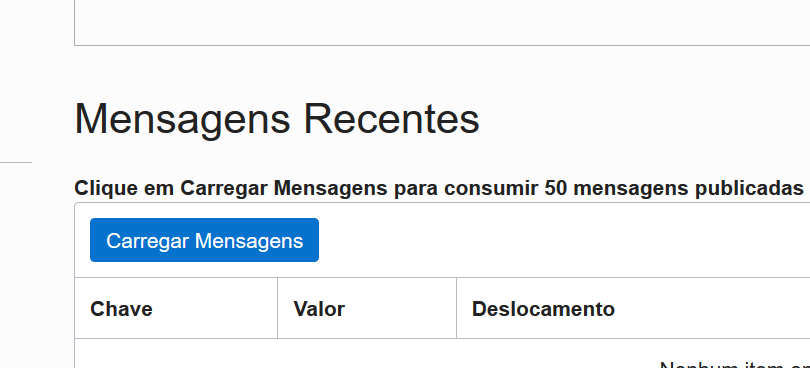 Mensagens Recentes
Clique em Carregar Mensagens para consumir 50 mensagens publicadas
Carregar Mensagens
Chave Valor Deslocamento